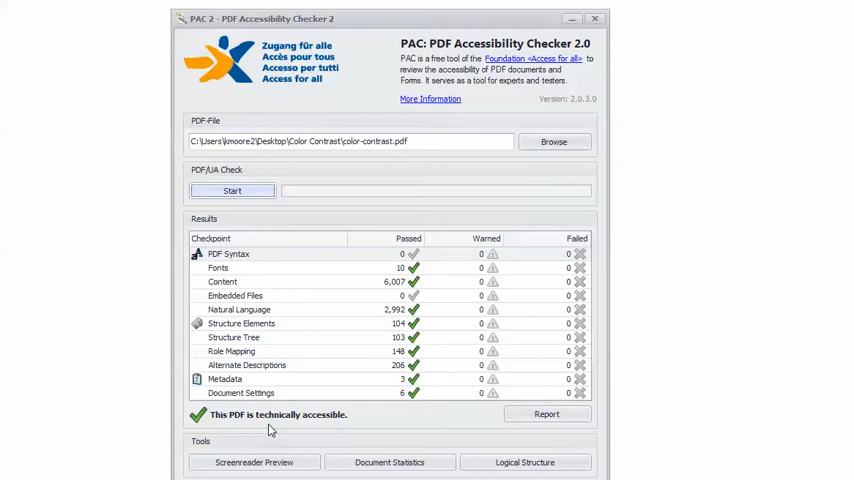 PAC 2 - PDF Accessibility Checker 2
Zugang für alle
Accès pour tous
Accesso per tutti
Access for all
PAC: PDF Accessibility Checker 2.0
PAC is a free tool of the Foundation «Access for all» to
review the accessibility of PDF documents and
Forms. It serves as a tool for experts and testers.
More Information
Version: 2.0.3.0
PDF-File
C:\Users\kmoore2\Desktop\Color Contrast\color-contrast.pdf
Browse
PDF/UA Check
Start
Results
Checkpoint Passed Warned Failed
PDF Syntax 0 0 0
Fonts 10 0 0
Content 6,007 0 0
Embedded Files 0 0 0
Natural Language 2,992 0 0
Structure Elements 104 0 0
Structure Tree 103 0 0
Role Mapping 148 0 0
Alternate Descriptions 206 0 0
Metadata 3 0 0
Document Settings 6 0 0
This PDF is technically accessible.
Report
Tools
Screenreader Preview Document Statistics Logical Structure